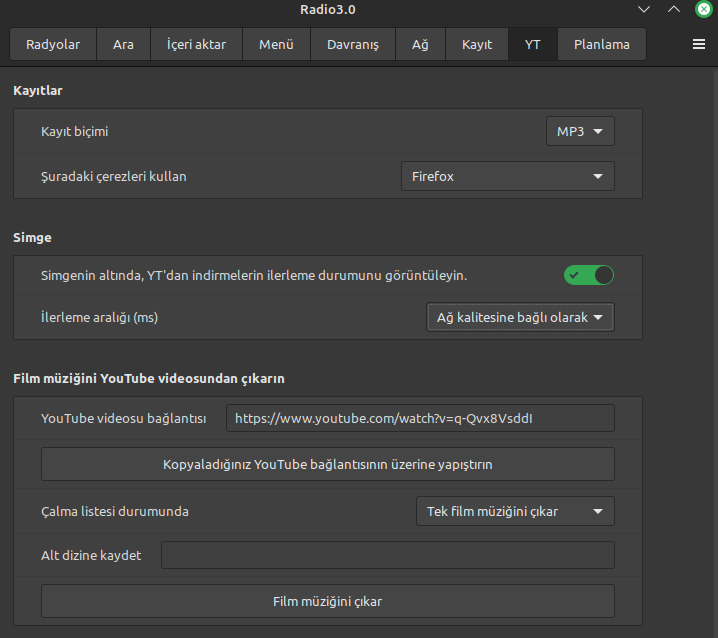 Radio3.0
Radyolar Ara İçeri aktar Menü Davranış Ağ Kayıt YT Planlama
Kayıtlar
Kayıt biçimi MP3
Şuradaki çerezleri kullan Firefox
Simge
Simgenin altında, YT'dan indirmelerin ilerleme durumunu görüntüleyin.
İlerleme aralığı (ms) Ağ kalitesine bağlı olarak
Film müziğini YouTube videosundan çıkarın
YouTube videosu bağlantısı https://www.youtube.com/watch?v=q-Qvx8VsddI
Kopyaladığınız YouTube bağlantısının üzerine yapıştırın
Çalma listesi durumunda Tek film müziğini çıkar
Alt dizine kaydet
Film müziğini çıkar